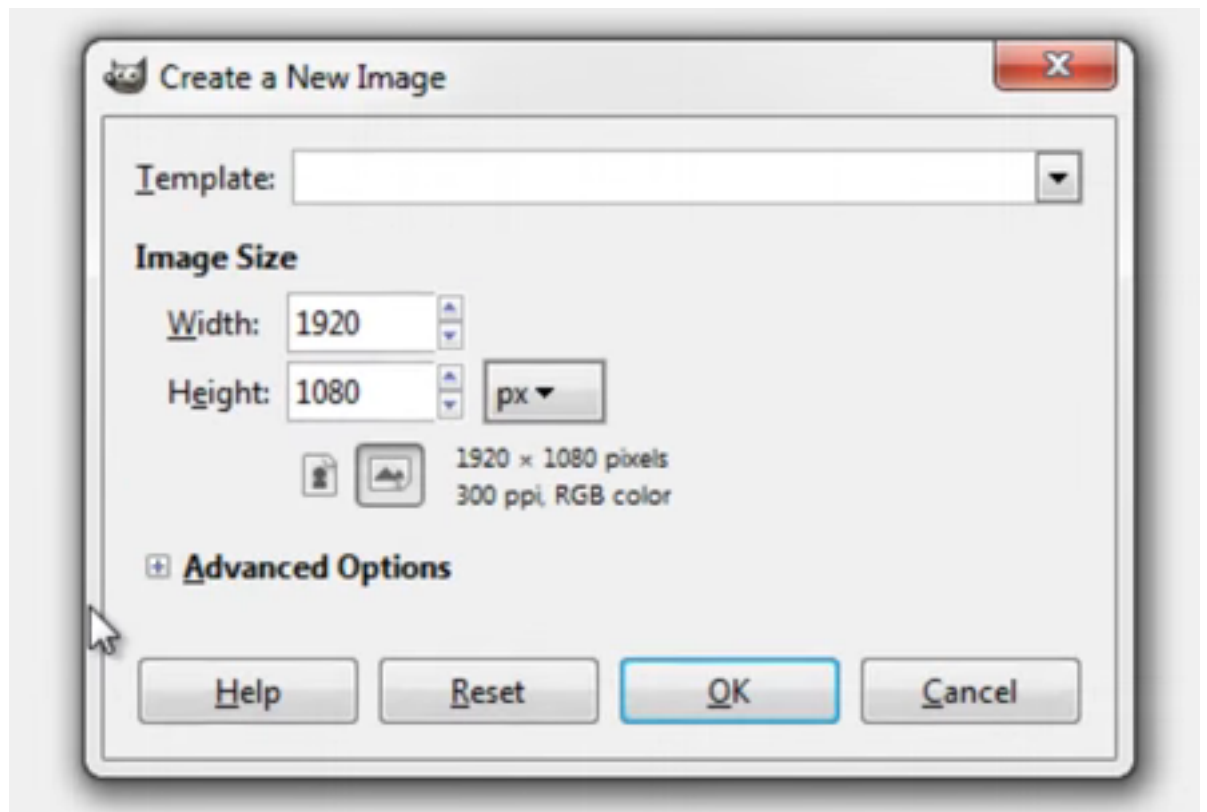 Create a New Image
Template:
Image Size
Width: 1920
Height: 1080 px
1920 × 1080 pixels
300 ppi, RGB color
Advanced Options
Help Reset OK Cancel